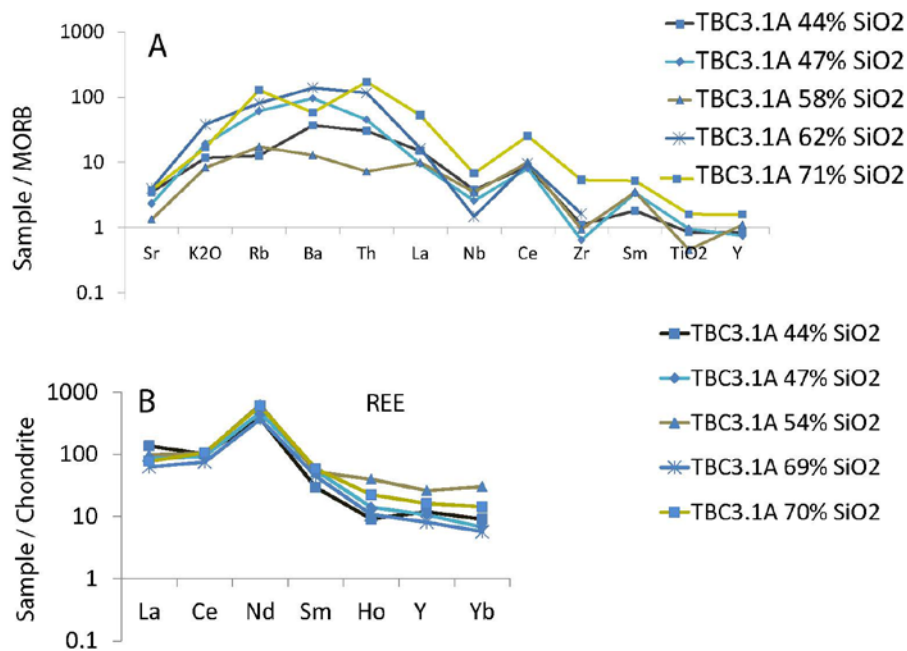 A
1000
100
10
1
0.1
Sample / MORB
Sr K2O Rb Ba Th La Nb Ce Zr Sm TiO2 Y
TBC3.1A 44% SiO2
TBC3.1A 47% SiO2
TBC3.1A 58% SiO2
TBC3.1A 62% SiO2
TBC3.1A 71% SiO2
B
REE
1000
100
10
1
0.1
Sample / Chondrite
La Ce Nd Sm Ho Y Yb
TBC3.1A 44% SiO2
TBC3.1A 47% SiO2
TBC3.1A 54% SiO2
TBC3.1A 69% SiO2
TBC3.1A 70% SiO2